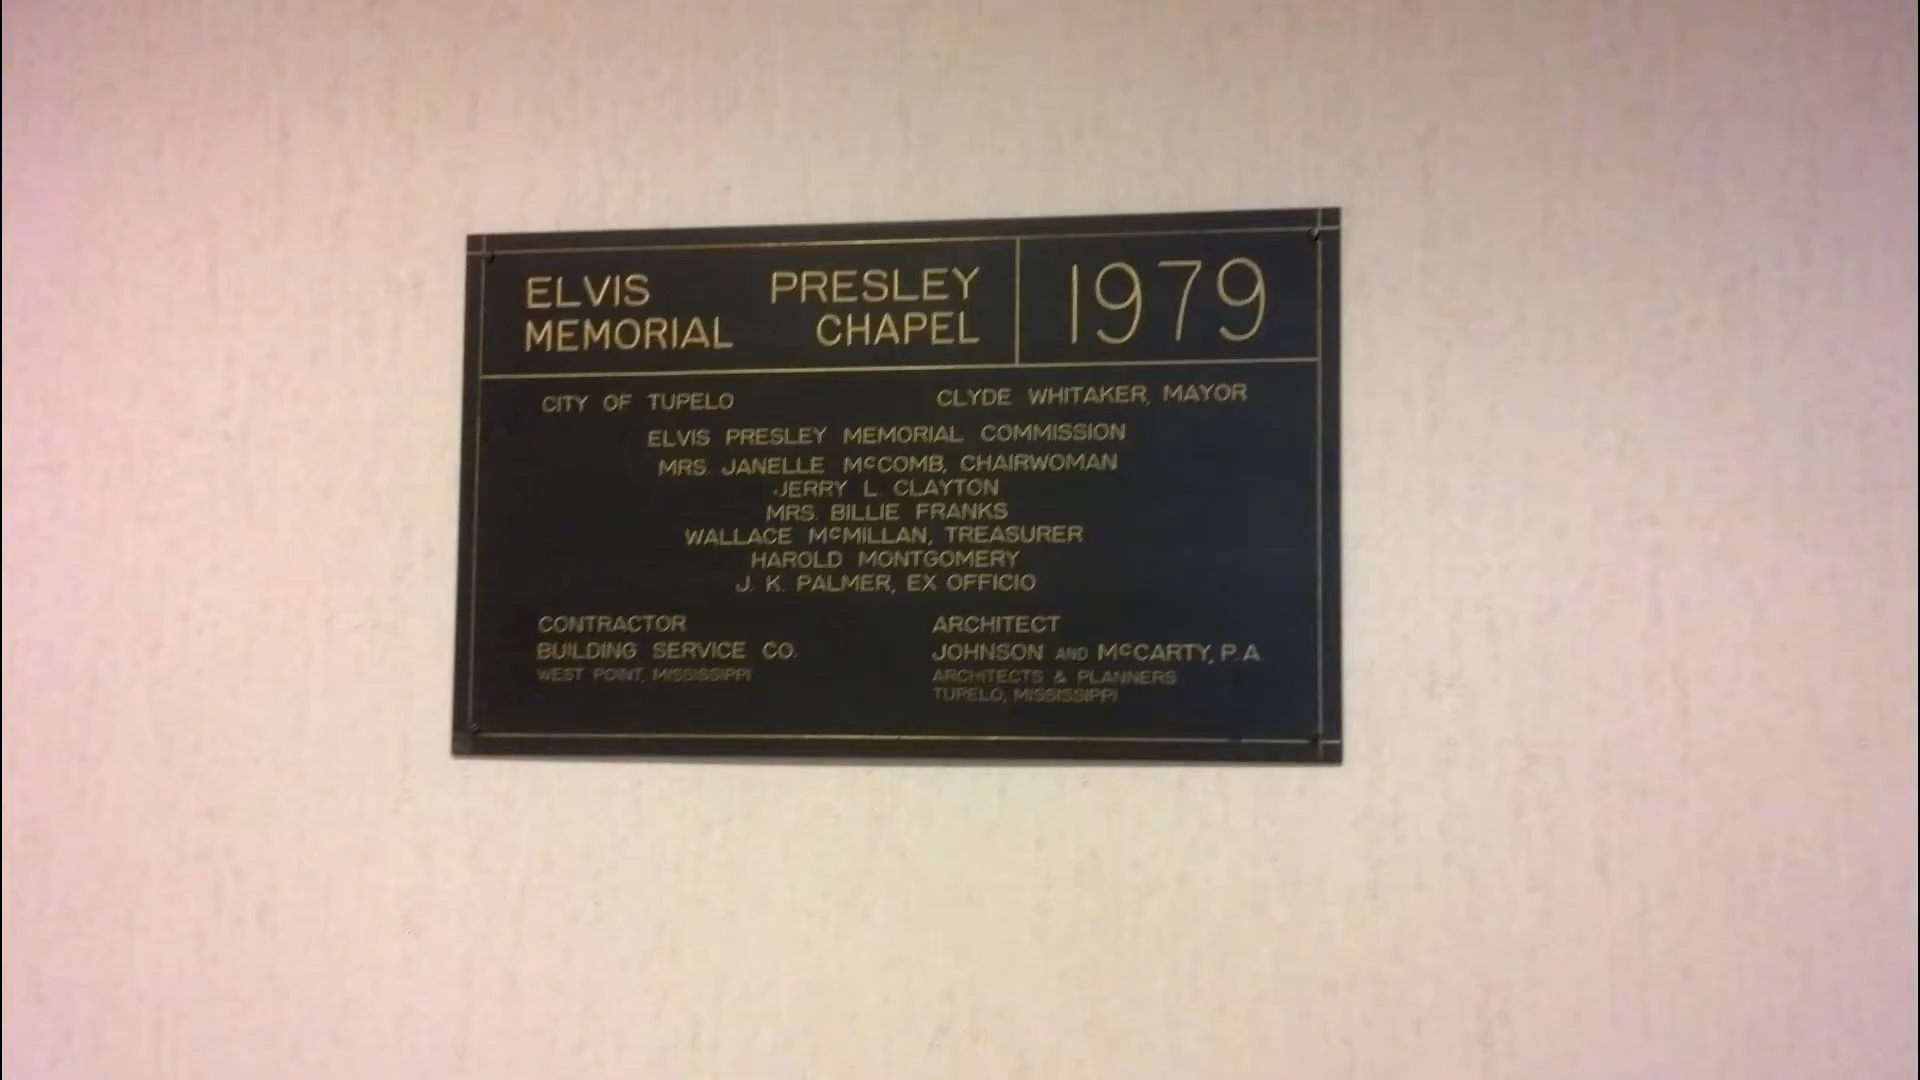 ELVIS PRESLEY
MEMORIAL CHAPEL
1979
CITY OF TUPELO CLYDE WHITAKER, MAYOR
ELVIS PRESLEY MEMORIAL COMMISSION
MRS. JANELLE McCOMB, CHAIRWOMAN
JERRY L. CLAYTON
MRS. BILLIE FRANKS
WALLACE McMILLAN, TREASURER
HAROLD MONTGOMERY
J. K. PALMER, EX OFFICIO
CONTRACTOR
BUILDING SERVICE CO.
WEST POINT, MISSISSIPPI
ARCHITECT
JOHNSON AND McCARTY, P.A.
ARCHITECTS & PLANNERS
TUPELO, MISSISSIPPI